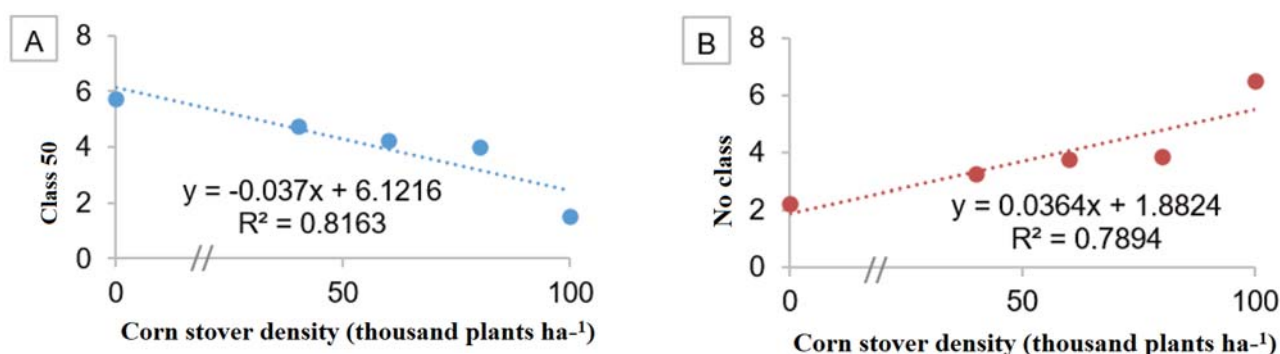 A
8
6
4
2
0
Class 50
y = -0.037x + 6.1216
R² = 0.8163
0 50 100
Corn stover density (thousand plants ha-¹)
B
8
6
4
2
0
No class
y = 0.0364x + 1.8824
R² = 0.7894
0 50 100
Corn stover density (thousand plants ha-¹)